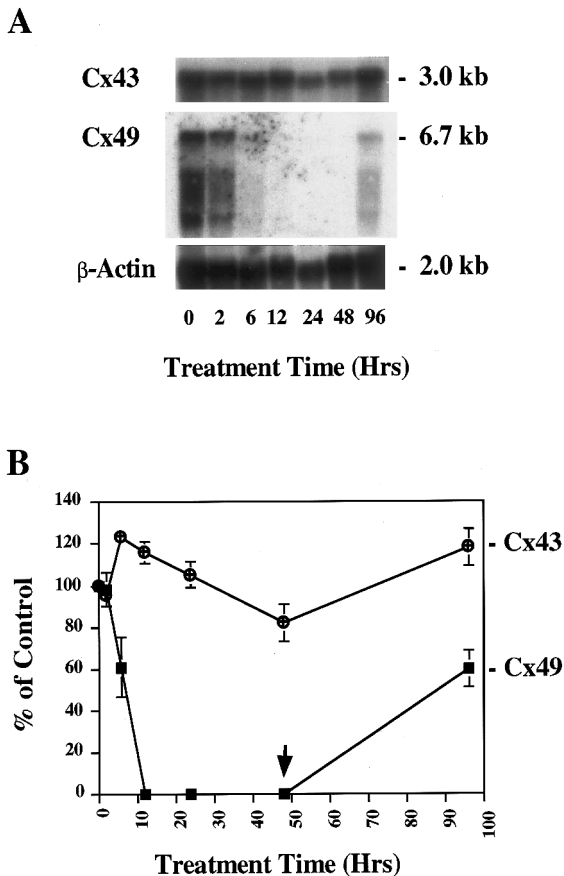 A
Cx43 - 3.0 kb
Cx49 - 6.7 kb
β-Actin - 2.0 kb
0 2 6 12 24 48 96
Treatment Time (Hrs)
B
140
120
100
80
60
40
20
0
% of Control
- Cx43
- Cx49
0 10 20 30 40 50 60 70 80 90 100
Treatment Time (Hrs)